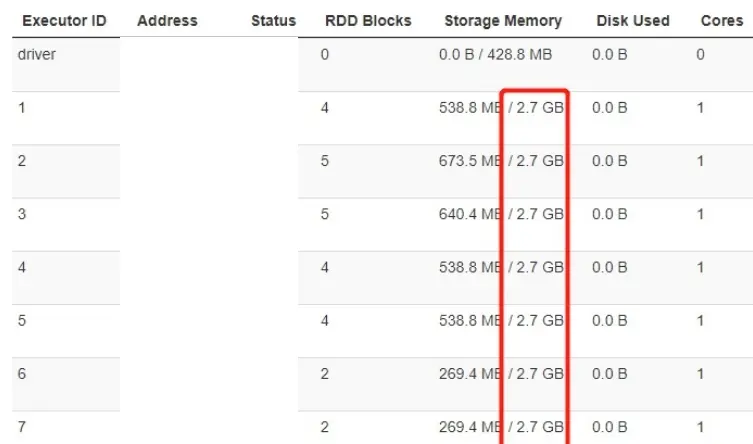 Executor ID Address Status RDD Blocks Storage Memory Disk Used Cores
driver 0 0.0 B / 428.8 MB 0.0 B 0
1 4 538.8 MB / 2.7 GB 0.0 B 1
2 5 673.5 MB / 2.7 GB 0.0 B 1
3 5 640.4 MB / 2.7 GB 0.0 B 1
4 4 538.8 MB / 2.7 GB 0.0 B 1
5 4 538.8 MB / 2.7 GB 0.0 B 1
6 2 269.4 MB / 2.7 GB 0.0 B 1
7 2 269.4 MB / 2.7 GB 0.0 B 1